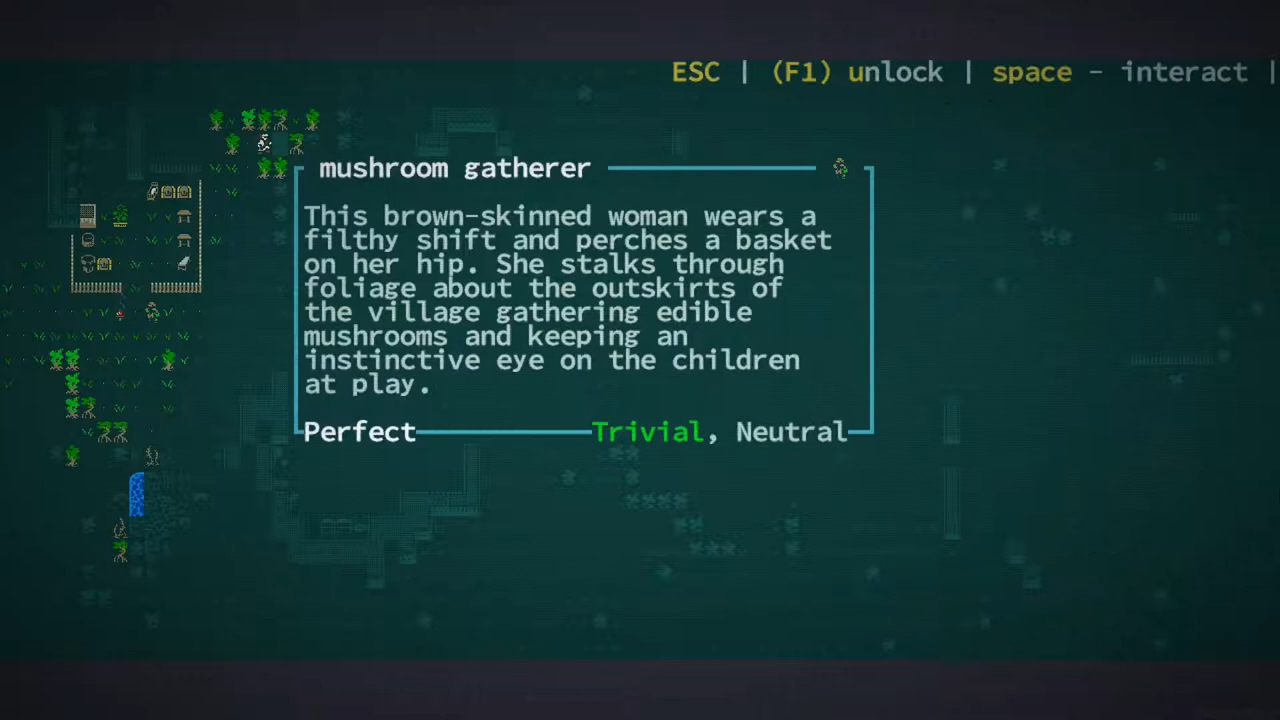 ESC | (F1) unlock | space - interact |
mushroom gatherer
This brown-skinned woman wears a
filthy shift and perches a basket
on her hip. She stalks through
foliage about the outskirts of
the village gathering edible
mushrooms and keeping an
instinctive eye on the children
at play.
Perfect Trivial, Neutral